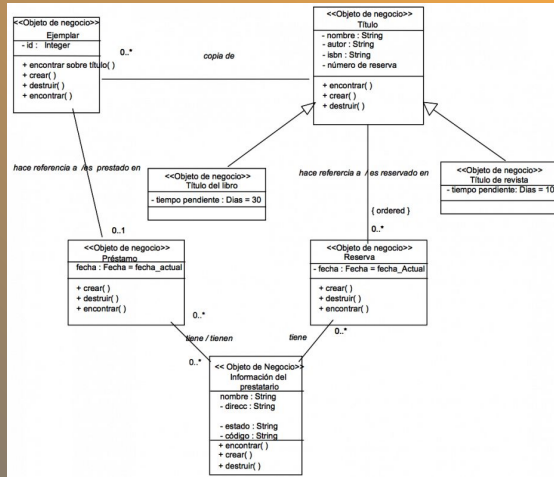 <<Objeto de negocio>>
Ejemplar
- id : Integer
+ encontrar sobre título( )
+ crear( )
+ destruir( )
+ encontrar( )
0..*
copia de
<<Objeto de negocio>>
Título
- nombre : String
- autor : String
- isbn : String
- número de reserva
+ encontrar( )
+ crear( )
+ destruir( )
hace referencia a /es prestado en
<<Objeto de negocio>>
Título del libro
- tiempo pendiente : Dias = 30
hace referencia a / es reservado en
<<Objeto de negocio>>
Título de revista
- tiempo pendiente: Dias = 10
{ ordered }
0..1
0..*
<<Objeto de negocio>>
Préstamo
fecha : Fecha = fecha_actual
+ crear( )
+ destruir( )
+ encontrar( )
<<Objeto de negocio>>
Reserva
- fecha : Fecha = fecha_Actual
+ crear( )
+ destruir( )
+ encontrar( )
0..*
tiene / tienen
0..*
tiene
0..*
<< Objeto de Negocio>>
Información del
prestatario
nombre : String
- direcc : String
- estado : String
- código : String
+ encontrar( )
+ crear( )
+ destruir( )